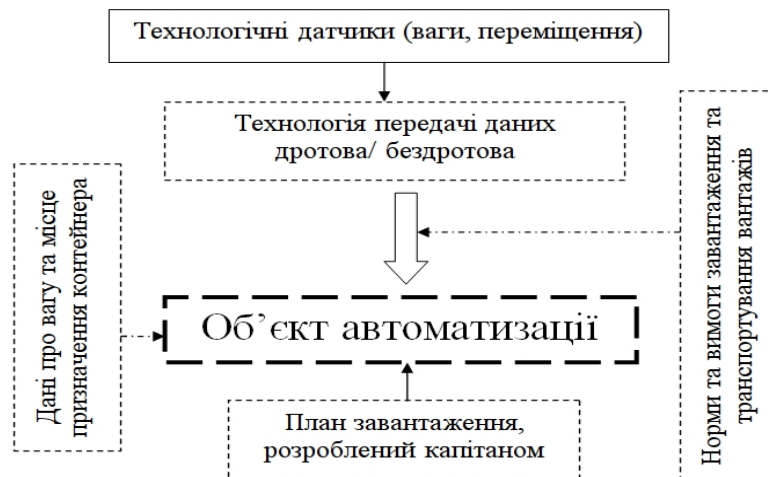 Технологічні датчики (ваги, переміщення)
Технологія передачі даних
дротова/ бездротова
Дані про вагу та місце
призначення контейнера
Норми та вимоги завантаження та
транспортування вантажів
Об’єкт автоматизації
План завантаження,
розроблений капітаном